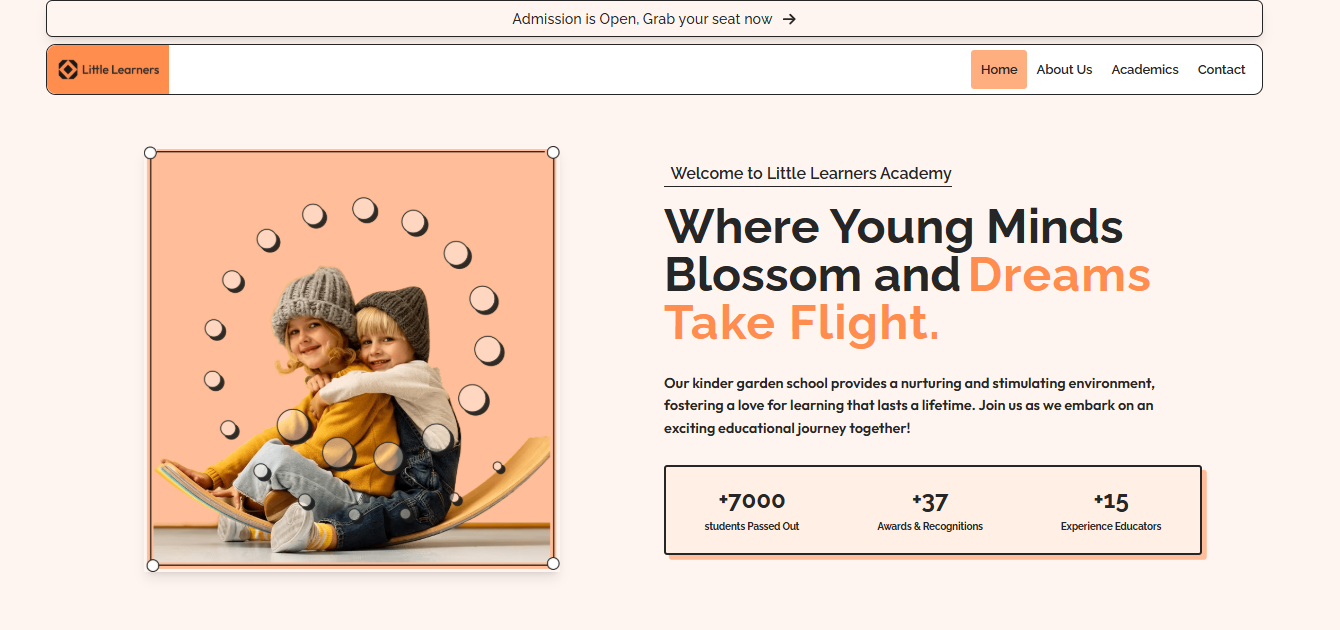 Admission is Open, Grab your seat now
Little Learners
Home
About Us
Academics
Contact
Welcome to Little Learners Academy
Where Young Minds
Blossom and Dreams
Take Flight.
Our kinder garden school provides a nurturing and stimulating environment,
fostering a love for learning that lasts a lifetime. Join us as we embark on an
exciting educational journey together!
+7000
students Passed Out
+37
Awards & Recognitions
+15
Experience Educators